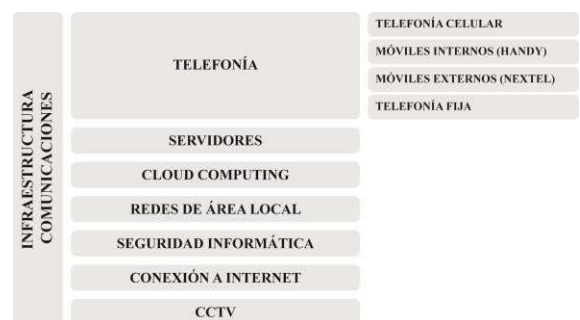 INFRAESTRUCTURA
COMUNICACIONES
TELEFONÍA
TELEFONÍA CELULAR
MÓVILES INTERNOS (HANDY)
MÓVILES EXTERNOS (NEXTEL)
TELEFONÍA FIJA
SERVIDORES
CLOUD COMPUTING
REDES DE ÁREA LOCAL
SEGURIDAD INFORMÁTICA
CONEXIÓN A INTERNET
CCTV